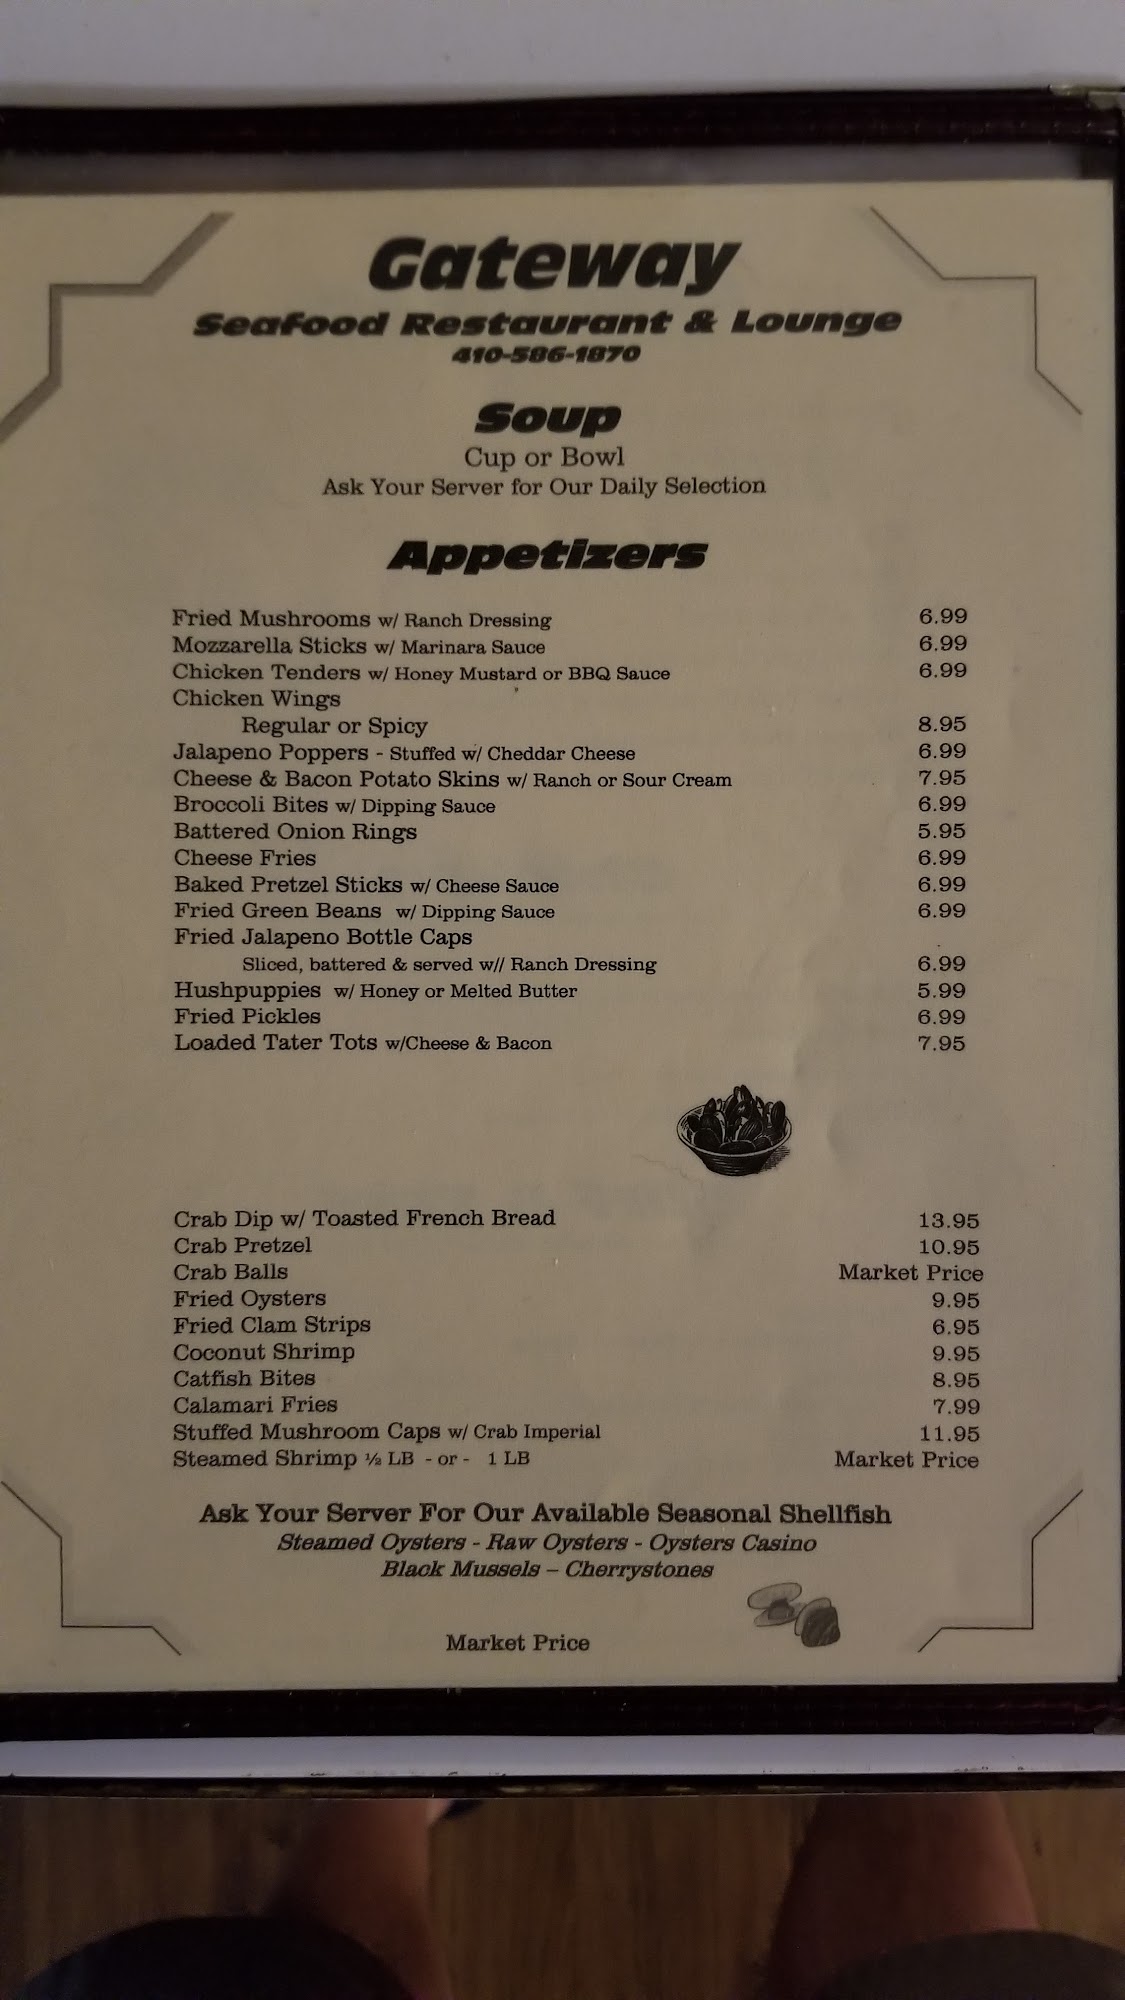 Gateway
Seafood Restaurant & Lounge
410-586-1870
Soup
Cup or Bowl
Ask Your Server for Our Daily Selection
Appetizers
Fried Mushrooms w/ Ranch Dressing 6.99
Mozzarella Sticks w/ Marinara Sauce 6.99
Chicken Tenders w/ Honey Mustard or BBQ Sauce 6.99
Chicken Wings
Regular or Spicy 8.95
Jalapeno Poppers - Stuffed w/ Cheddar Cheese 6.99
Cheese & Bacon Potato Skins w/ Ranch or Sour Cream 7.95
Broccoli Bites w/ Dipping Sauce 6.99
Battered Onion Rings 5.95
Cheese Fries 6.99
Baked Pretzel Sticks w/ Cheese Sauce 6.99
Fried Green Beans w/ Dipping Sauce 6.99
Fried Jalapeno Bottle Caps
Sliced, battered & served w// Ranch Dressing 6.99
Hushpuppies w/ Honey or Melted Butter 5.99
Fried Pickles 6.99
Loaded Tater Tots w/Cheese & Bacon 7.95
Crab Dip w/ Toasted French Bread 13.95
Crab Pretzel 10.95
Crab Balls Market Price
Fried Oysters 9.95
Fried Clam Strips 6.95
Coconut Shrimp 9.95
Catfish Bites 8.95
Calamari Fries 7.99
Stuffed Mushroom Caps w/ Crab Imperial 11.95
Steamed Shrimp ½ LB - or - 1 LB Market Price
Ask Your Server For Our Available Seasonal Shellfish
Steamed Oysters - Raw Oysters - Oysters Casino
Black Mussels – Cherrystones
Market Price